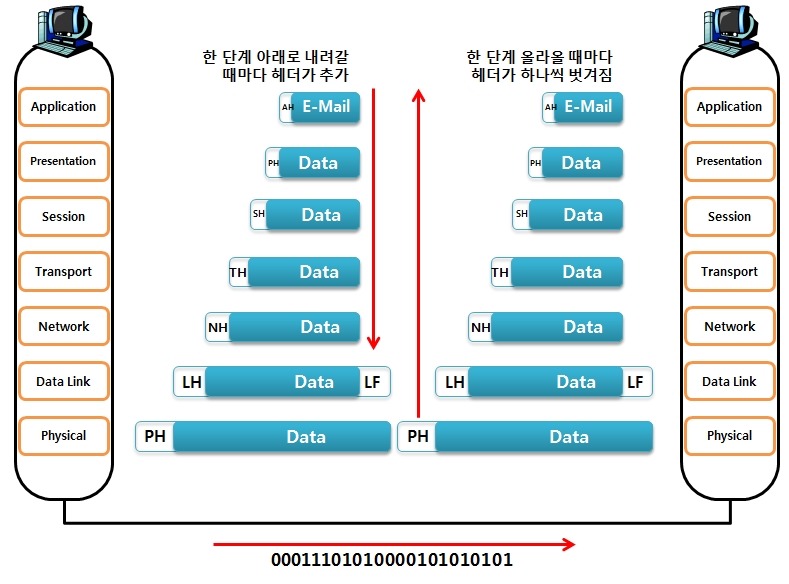 한 단계 아래로 내려갈
때마다 헤더가 추가
한 단계 올라올 때마다
헤더가 하나씩 벗겨짐
Application
AH E-Mail
AH E-Mail
Application
Presentation
PH Data
PH Data
Presentation
Session
SH Data
SH Data
Session
Transport
TH Data
TH Data
Transport
Network
NH Data
NH Data
Network
Data Link
LH Data LF
LH Data LF
Data Link
Physical
PH Data
PH Data
Physical
00011101010000101010101